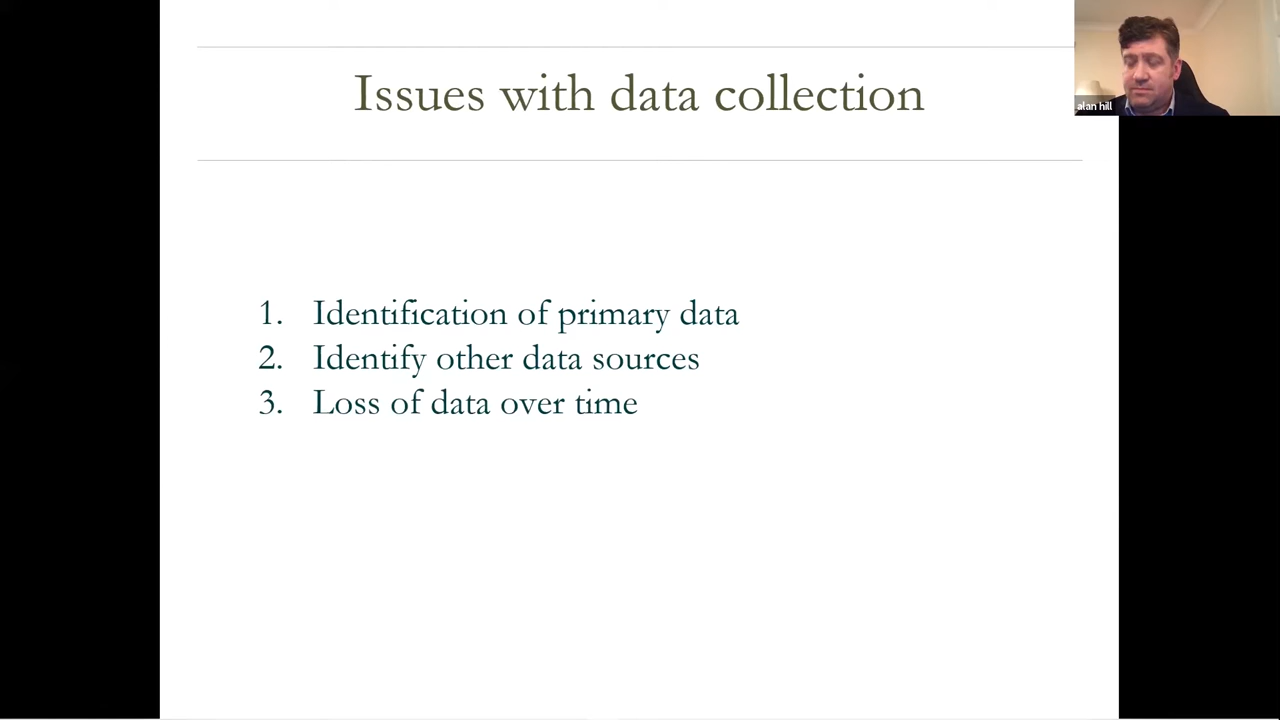 Issues with data collection
alan hill
1. Identification of primary data
2. Identify other data sources
3. Loss of data over time